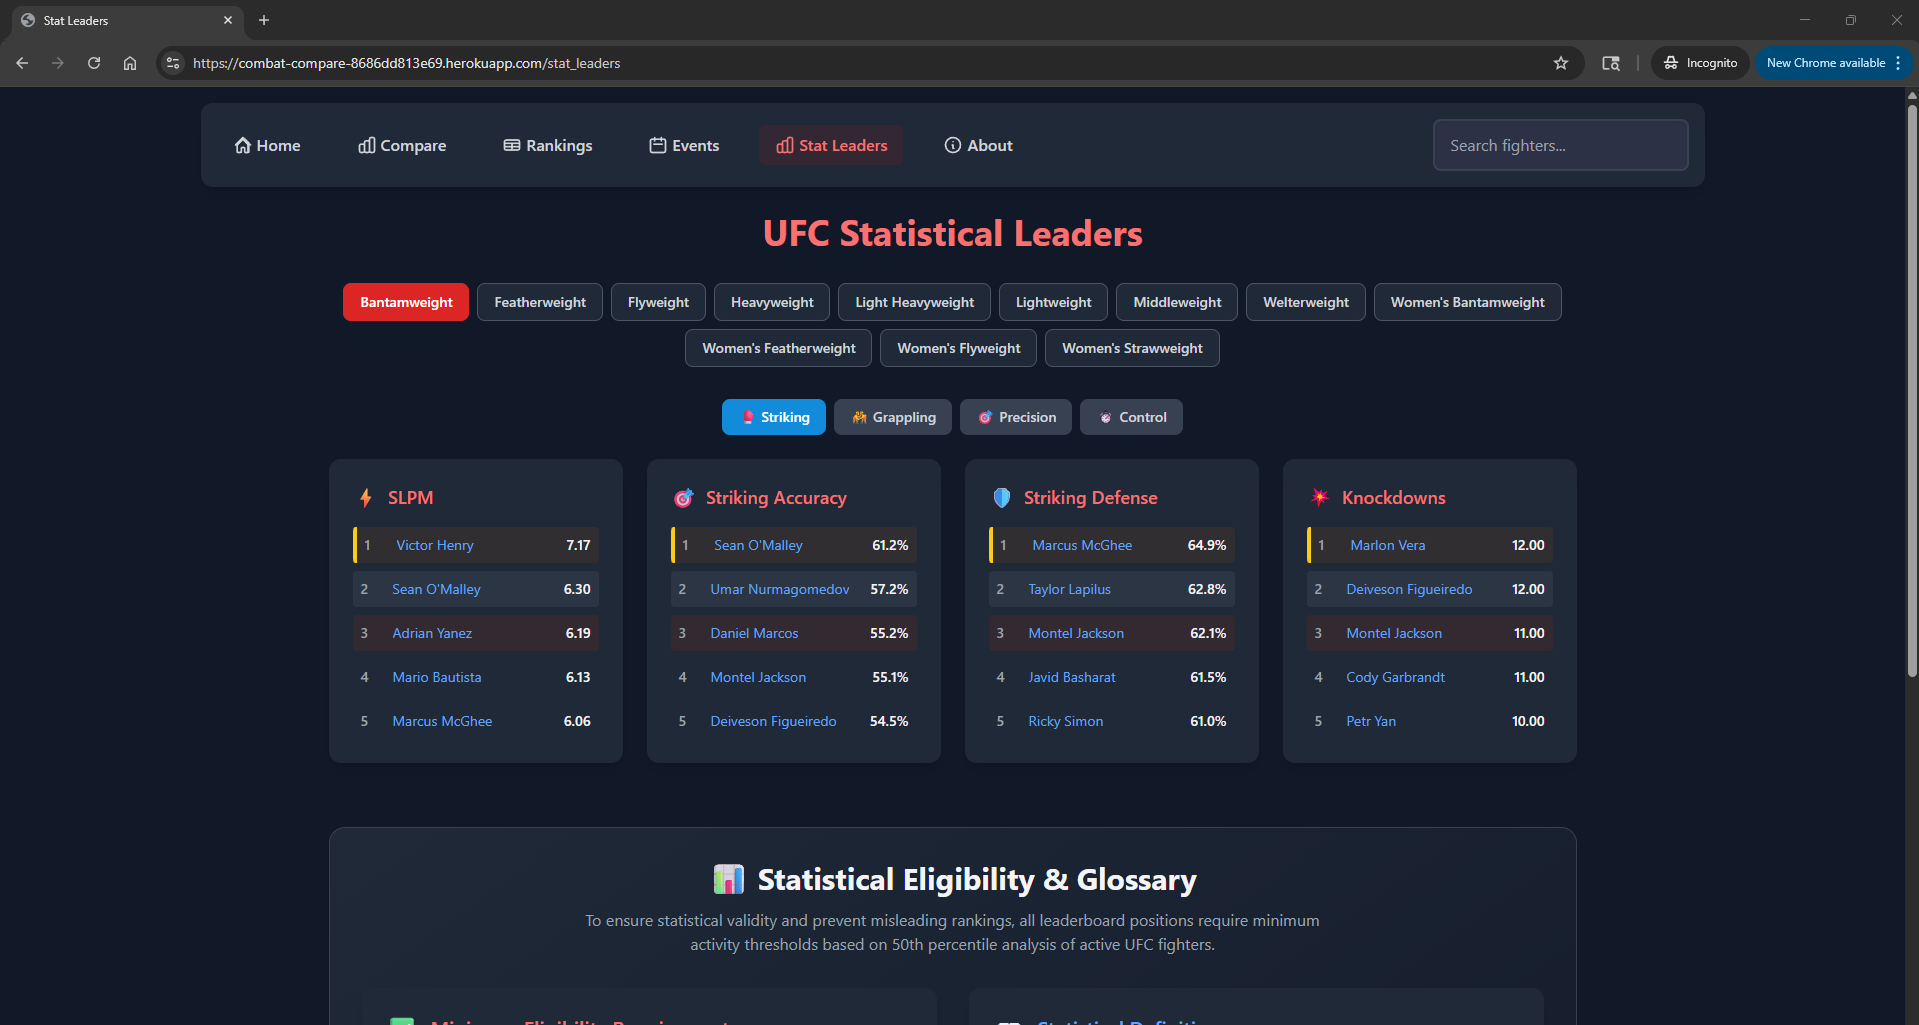 Stat Leaders
https://combat-compare-8686dd813e69.herokuapp.com/stat_leaders
Incognito
New Chrome available
Home
Compare
Rankings
Events
Stat Leaders
About
Search fighters...
UFC Statistical Leaders
Bantamweight
Featherweight
Flyweight
Heavyweight
Light Heavyweight
Lightweight
Middleweight
Welterweight
Women's Bantamweight
Women's Featherweight
Women's Flyweight
Women's Strawweight
Striking
Grappling
Precision
Control
SLPM
1 Victor Henry 7.17
2 Sean O'Malley 6.30
3 Adrian Yanez 6.19
4 Mario Bautista 6.13
5 Marcus McGhee 6.06
Striking Accuracy
1 Sean O'Malley 61.2%
2 Umar Nurmagomedov 57.2%
3 Daniel Marcos 55.2%
4 Montel Jackson 55.1%
5 Deiveson Figueiredo 54.5%
Striking Defense
1 Marcus McGhee 64.9%
2 Taylor Lapilus 62.8%
3 Montel Jackson 62.1%
4 Javid Basharat 61.5%
5 Ricky Simon 61.0%
Knockdowns
1 Marlon Vera 12.00
2 Deiveson Figueiredo 12.00
3 Montel Jackson 11.00
4 Cody Garbrandt 11.00
5 Petr Yan 10.00
Statistical Eligibility & Glossary
To ensure statistical validity and prevent misleading rankings, all leaderboard positions require minimum
activity thresholds based on 50th percentile analysis of active UFC fighters.